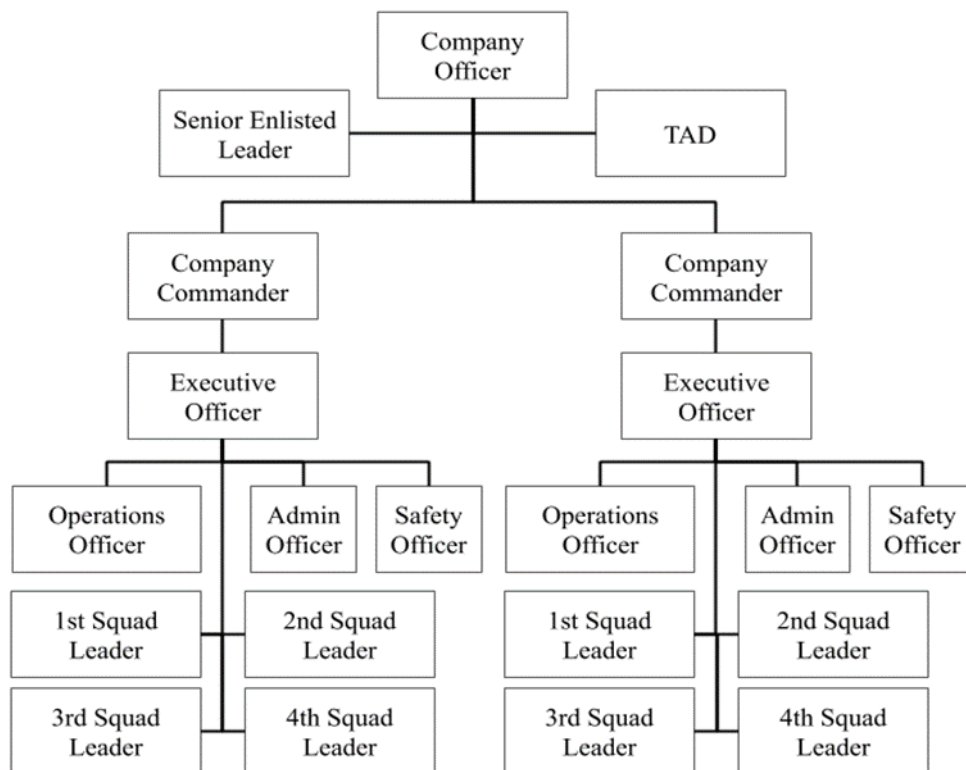 Company
Officer
Senior Enlisted
Leader
TAD
Company
Commander
Company
Commander
Executive
Officer
Executive
Officer
Operations
Officer
Admin
Officer
Safety
Officer
Operations
Officer
Admin
Officer
Safety
Officer
1st Squad
Leader
2nd Squad
Leader
1st Squad
Leader
2nd Squad
Leader
3rd Squad
Leader
4th Squad
Leader
3rd Squad
Leader
4th Squad
Leader